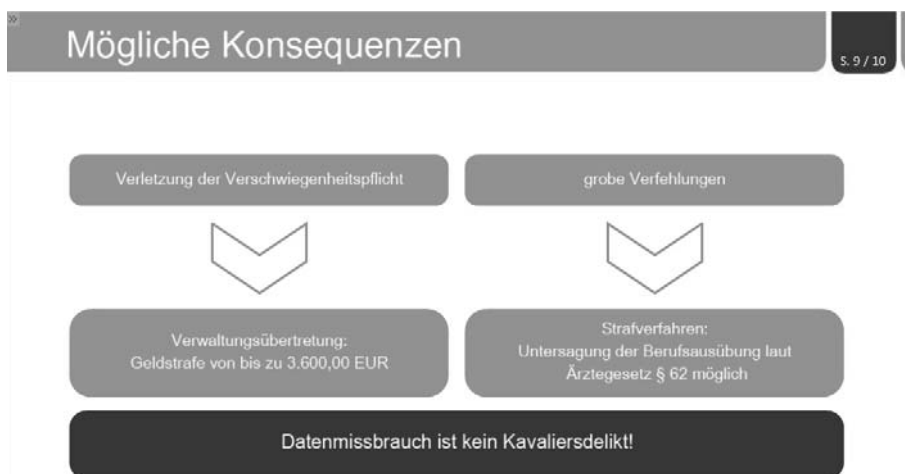 »
Mögliche Konsequenzen
S. 9 / 10
Verletzung der Verschwiegenheitspflicht
grobe Verfehlungen
Verwaltungsübertretung:
Geldstrafe von bis zu 3.600,00 EUR
Strafverfahren:
Untersagung der Berufsausübung laut
Ärztegesetz § 62 möglich
Datenmissbrauch ist kein Kavaliersdelikt!